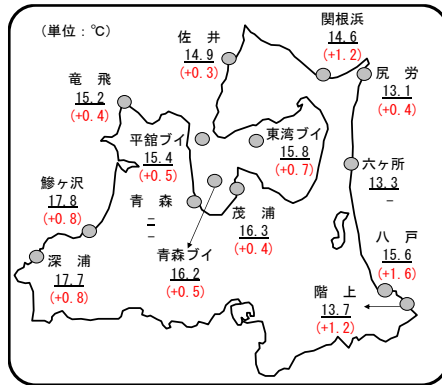 (単位:℃)
佐 井
14.9
(+0.3)
関根浜
14.6
(+1.2)
尻 労
13.1
(+0.4)
竜 飛
15.2
(+0.4)
平舘ブイ
15.4
(+0.5)
東湾ブイ
15.8
(+0.7)
六ヶ所
13.3
−
鰺ヶ沢
17.8
(+0.8)
青 森
−
−
茂 浦
16.3
(+0.4)
八 戸
15.6
(+1.6)
深 浦
17.7
(+0.8)
青森ブイ
16.2
(+0.5)
階 上
13.7
(+1.2)